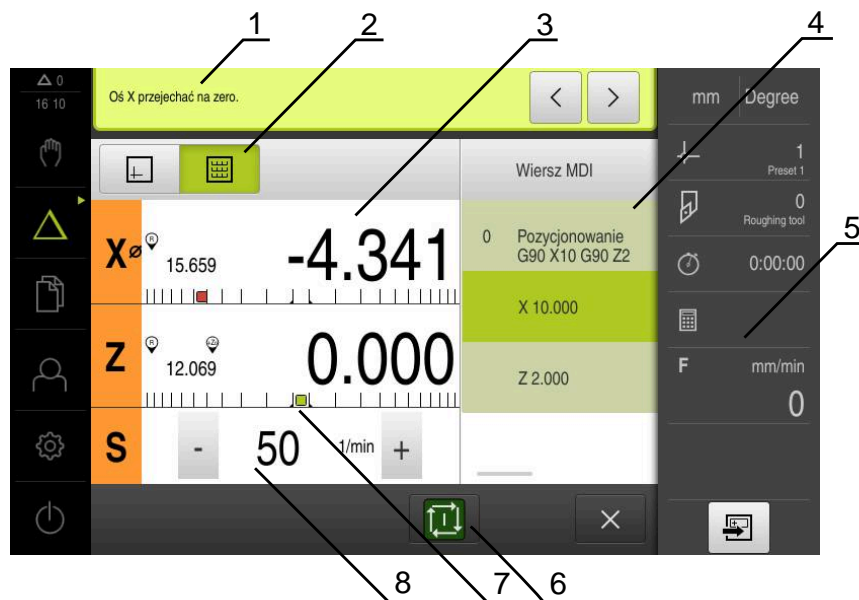 1
2
3
4
0
16 10
Oś X przejechać na zero.
< >
mm Degree
1
Preset 1
Wiersz MDI
0
Roughing tool
5
X⌀
R
15.659
-4.341
0 Pozycjonowanie
G90 X10 G90 Z2
0:00:00
X 10.000
Z
R
12.069
0.000
Z 2.000
F mm/min
0
S
-
50
1/min
+
8
7
6